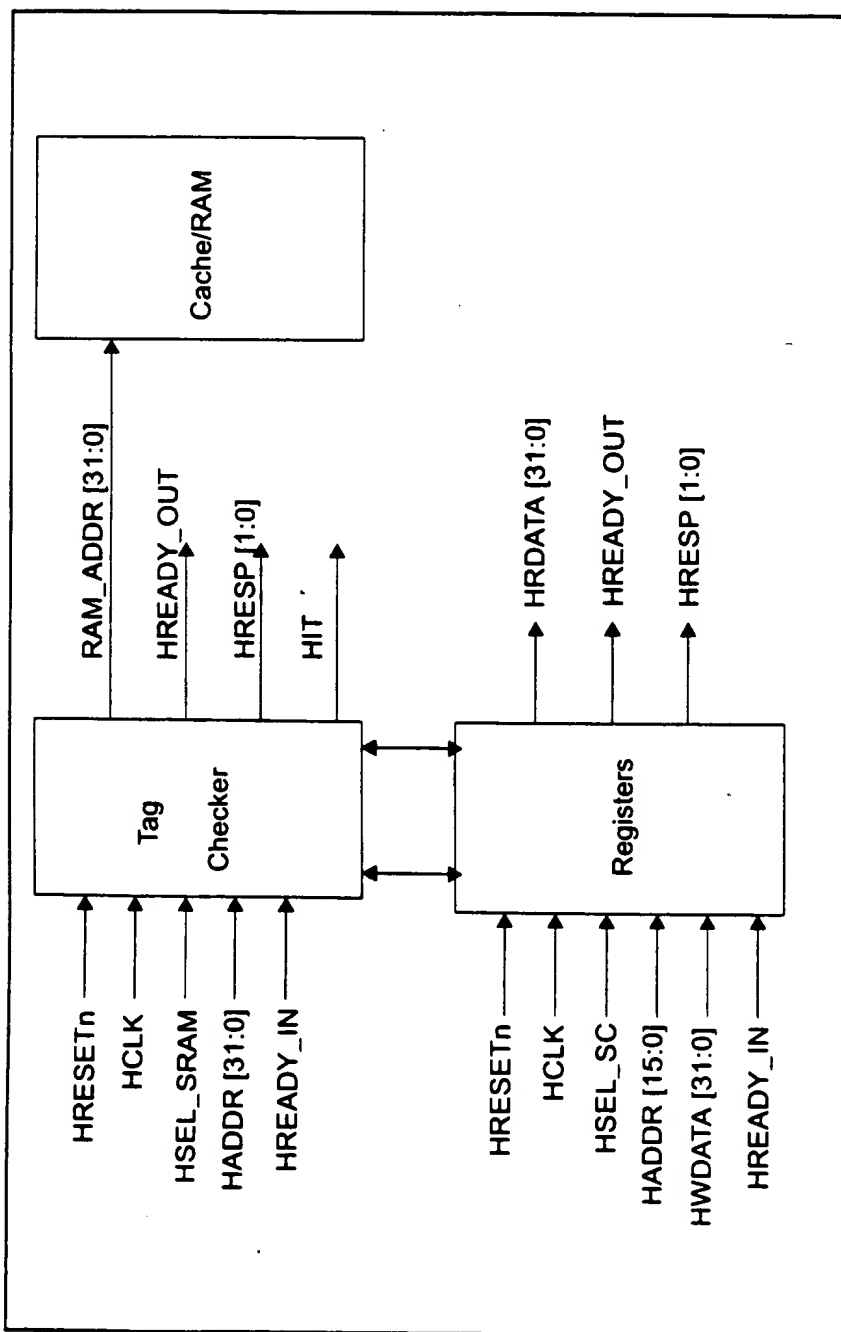 HRESETn
HCLK
HSEL_SRAM
HADDR [31:0]
HREADY_IN
Tag
Checker
RAM_ADDR [31:0]
HREADY_OUT
HRESP [1:0]
HIT
Cache/RAM
HRESETn
HCLK
HSEL_SC
HADDR [15:0]
HWDATA [31:0]
HREADY_IN
Registers
HRDATA [31:0]
HREADY_OUT
HRESP [1:0]